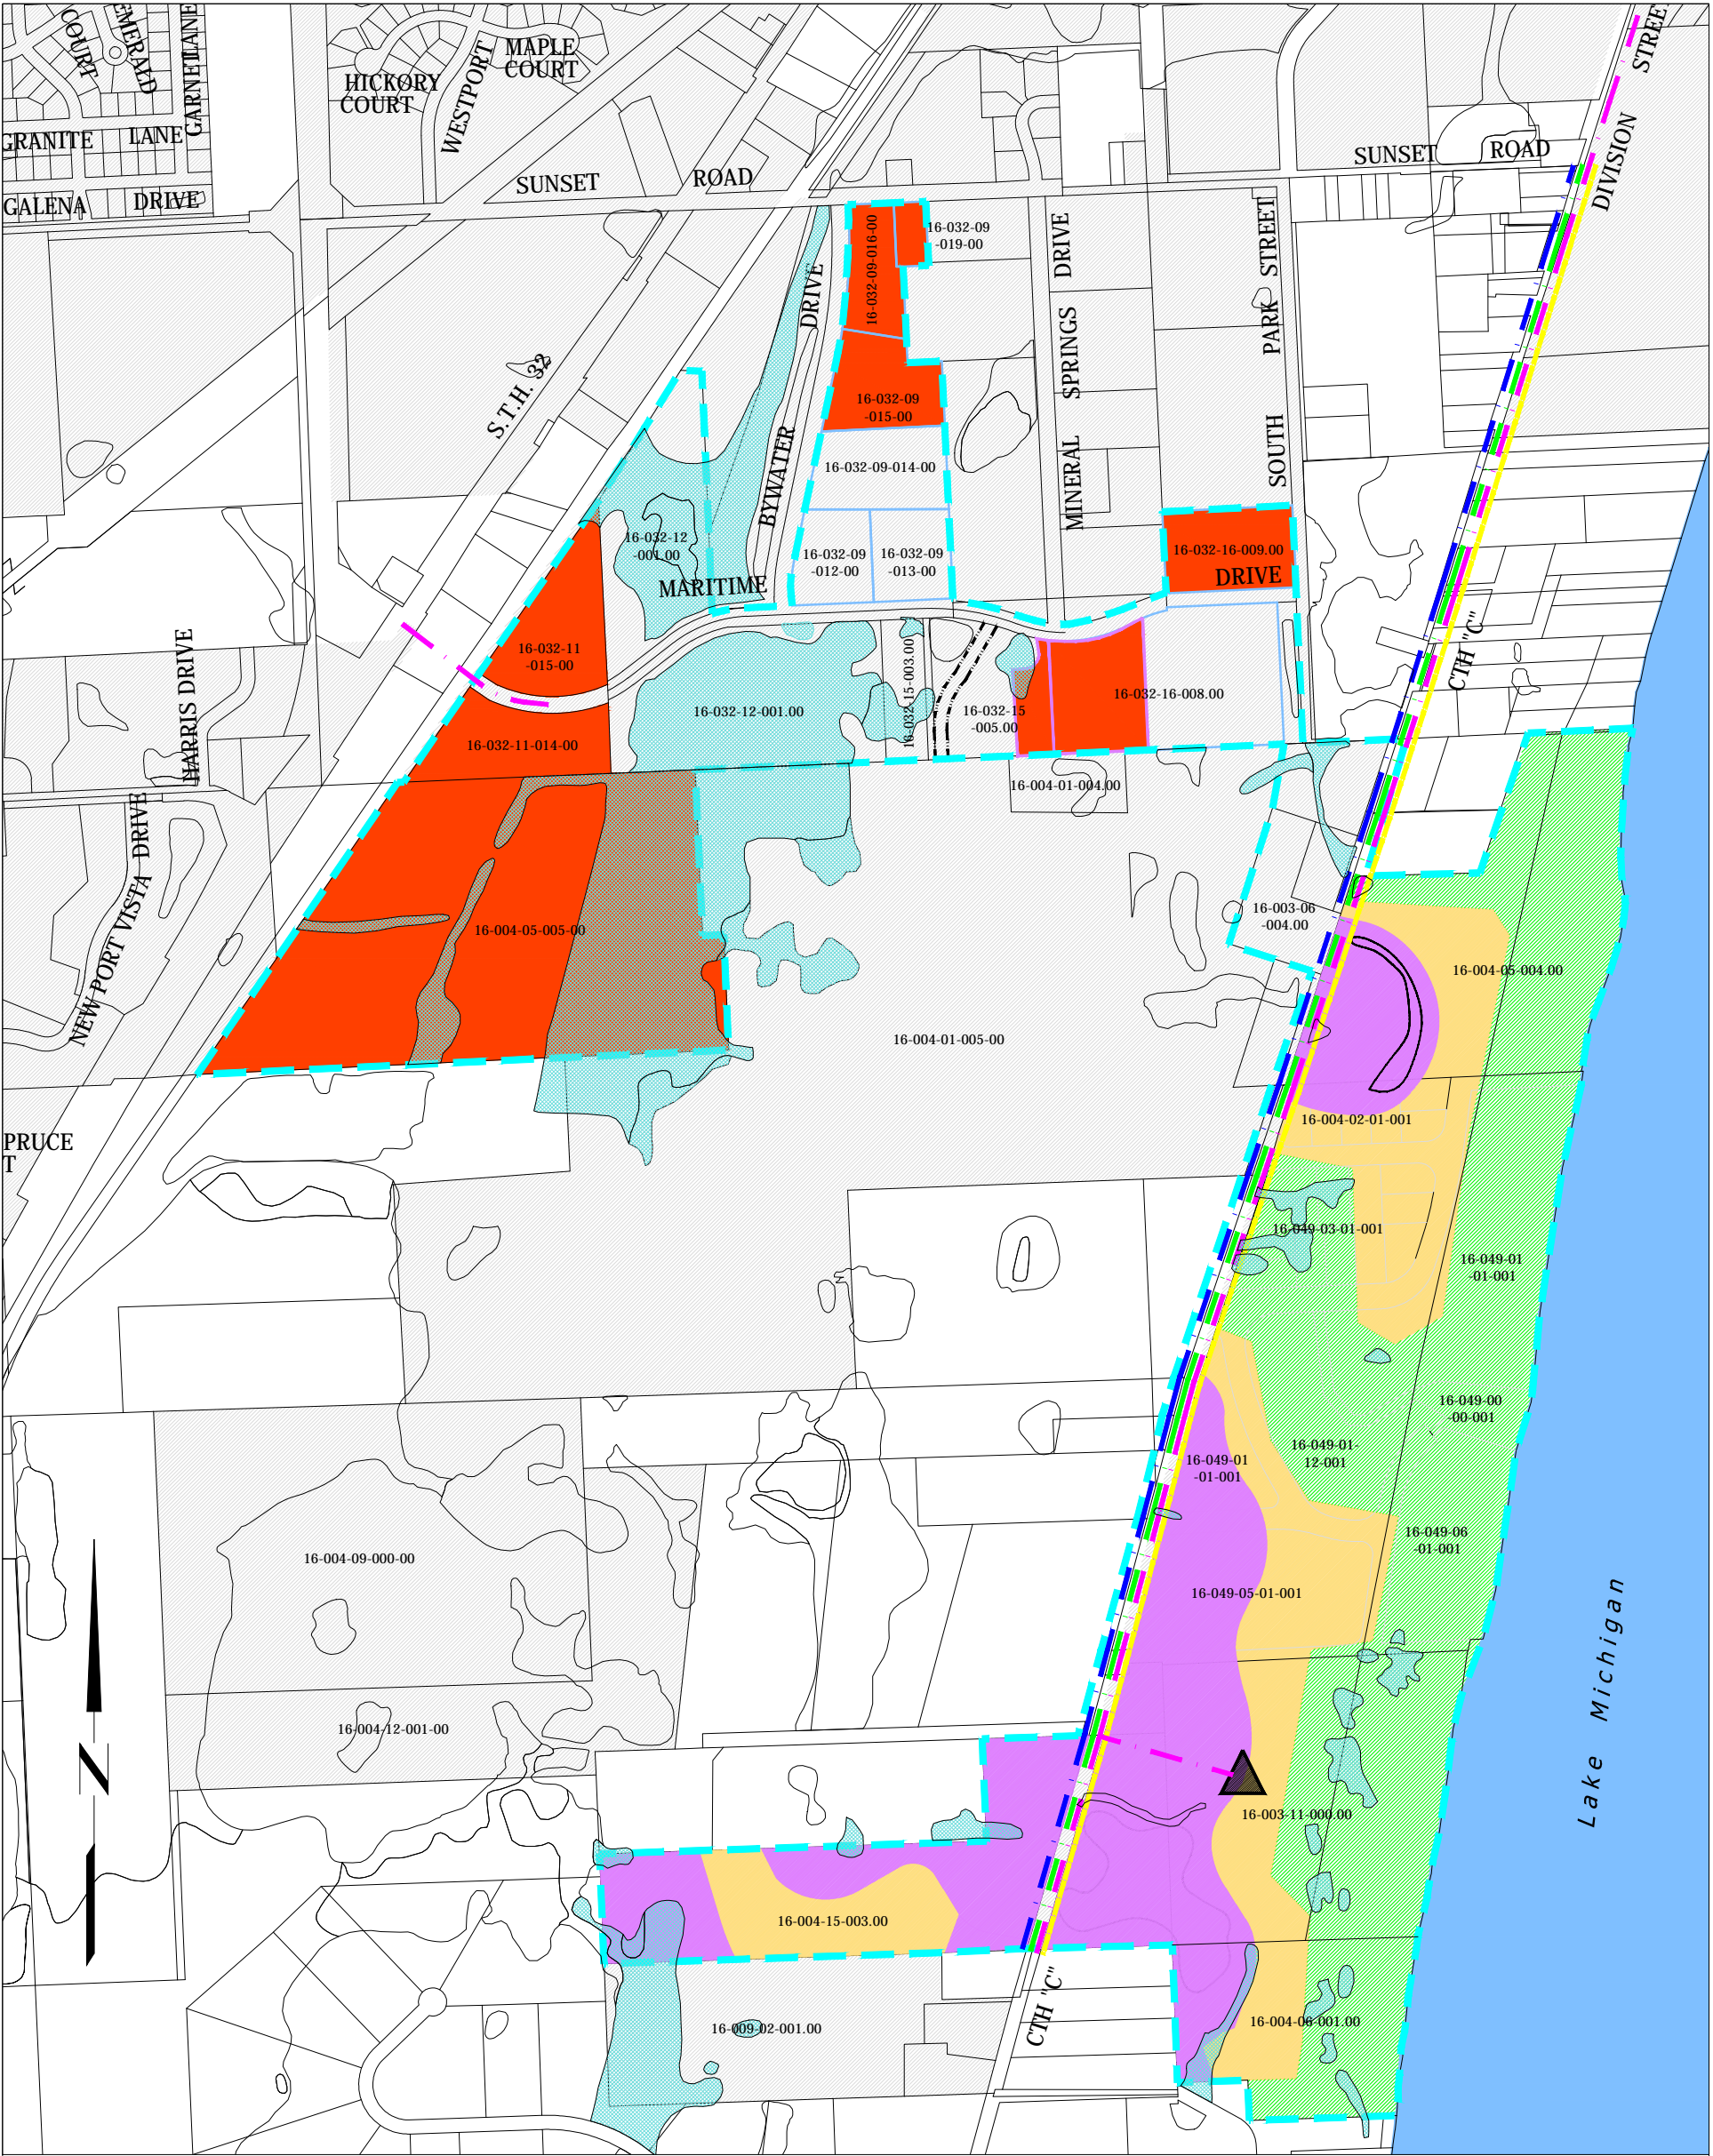 COURT
EMERALD
LANE
GARNET
MAPLE
COURT
HICKORY
COURT
WESTPORT
STREET
DIVISION
GRANITE LANE
GALENA DRIVE
SUNSET ROAD
SUNSET ROAD
16-032-09-016-00
16-032-09
-019-00
DRIVE
BYWATER
MINERAL SPRINGS DRIVE
SOUTH PARK STREET
S.T.H. 32
16-032-09
-015-00
16-032-09-014-00
16-032-09
-012-00
16-032-09
-013-00
16-032-12
-001.00
16-032-16-009.00
MARITIME
DRIVE
HARRIS DRIVE
16-032-11
-015-00
16-032-12-001.00
16-032-15-003.00
16-032-15
-005.00
16-032-16-008.00
CTH "C"
16-032-11-014-00
16-004-01-004.00
NEW PORT VISTA DRIVE
16-004-05-005-00
16-003-06
-004.00
16-004-05-004.00
16-004-01-005-00
16-004-02-01-001
PRUCE
T
16-049-03-01-001
16-049-01
-01-001
16-049-00
-00-001
16-049-01-
12-001
16-049-01
-01-001
16-049-06
-01-001
16-004-09-000-00
16-049-05-01-001
Lake Michigan
16-004-12-001-00
N
16-003-11-000.00
16-004-15-003.00
CTH "C"
16-009-02-001.00
16-004-06-001.00